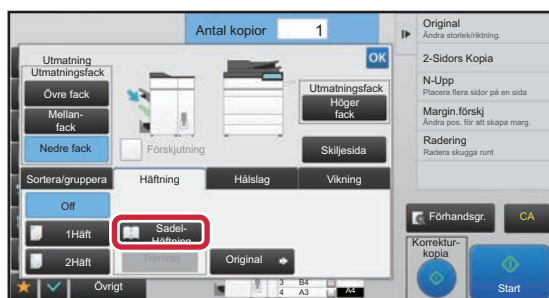 Antal kopior 1
Utmatning
OK
Utmatningsfack
Övre fack
Mellan-
fack
Nedre fack
Förskjutning
Utmatningsfack
Höger
fack
Skiljesida
Sortera/gruppera
Häftning
Hålslag
Vikning
Off
1Häft
2Häft
Sadel-
Häftning
Original
Övrigt
3 B4
4 A3
A4
Original
Ändra storlek/riktning.
2-Sidors Kopia
N-Upp
Placera flera sidor på en sida
Margin.förskj
Ändra pos. för att skapa marg.
Radering
Radera skugga runt
Förhandsgr.
CA
Korrektur-
kopia
Start